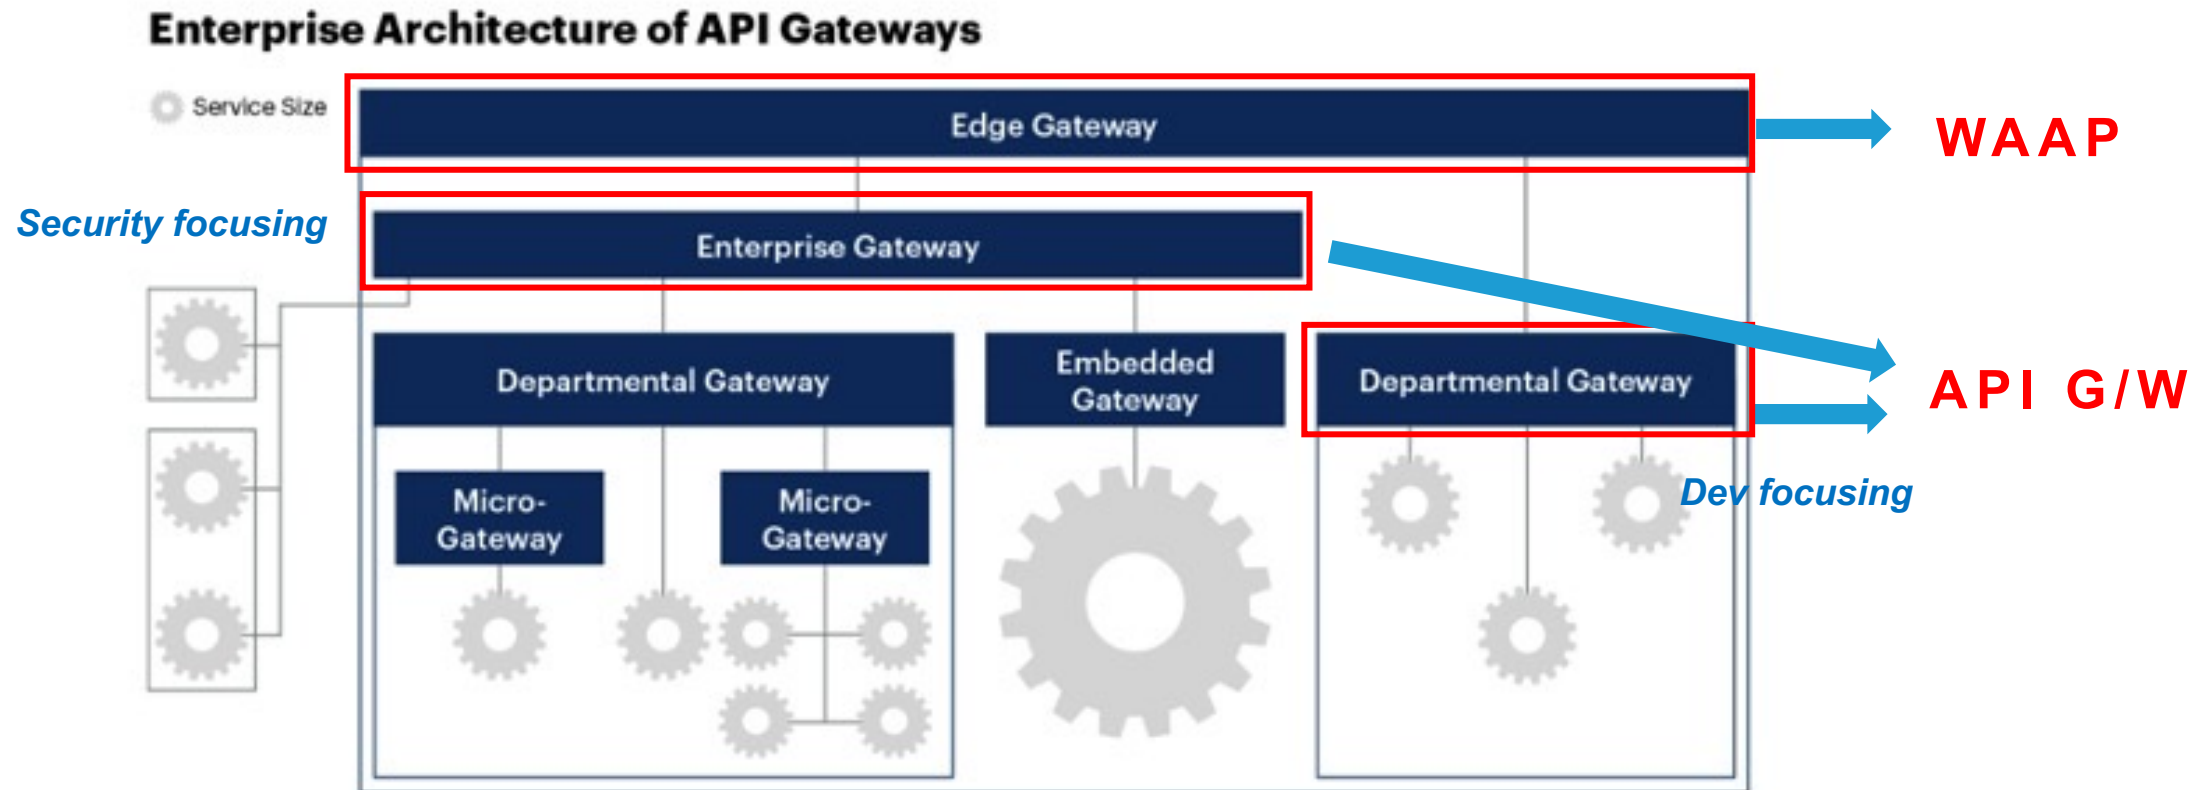 Enterprise Architecture of API Gateways
Service Size
Edge Gateway
WAAP
Security focusing
Enterprise Gateway
Departmental Gateway
Embedded
Gateway
Departmental Gateway
API G/W
Micro-
Gateway
Micro-
Gateway
Dev focusing